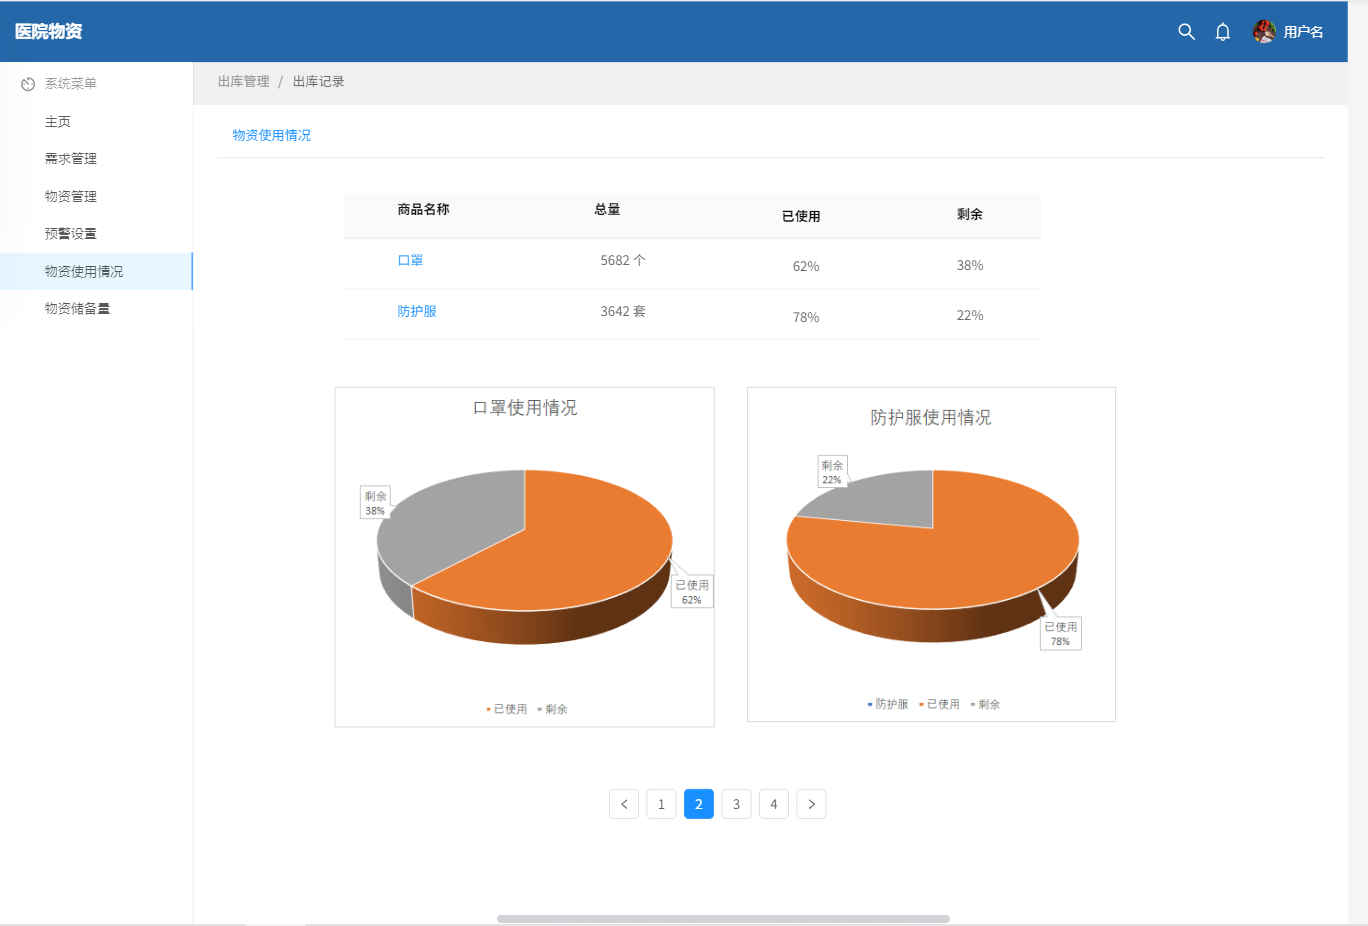 医院物资
用户名
系统菜单
主页
需求管理
物资管理
预警设置
物资使用情况
物资储备量
出库管理 / 出库记录
物资使用情况
商品名称 总量 已使用 剩余
口罩 5682 个 62% 38%
防护服 3642 套 78% 22%
口罩使用情况
剩余
38%
已使用
62%
已使用 剩余
防护服使用情况
剩余
22%
已使用
78%
防护服 已使用 剩余
< 1 2 3 4 >